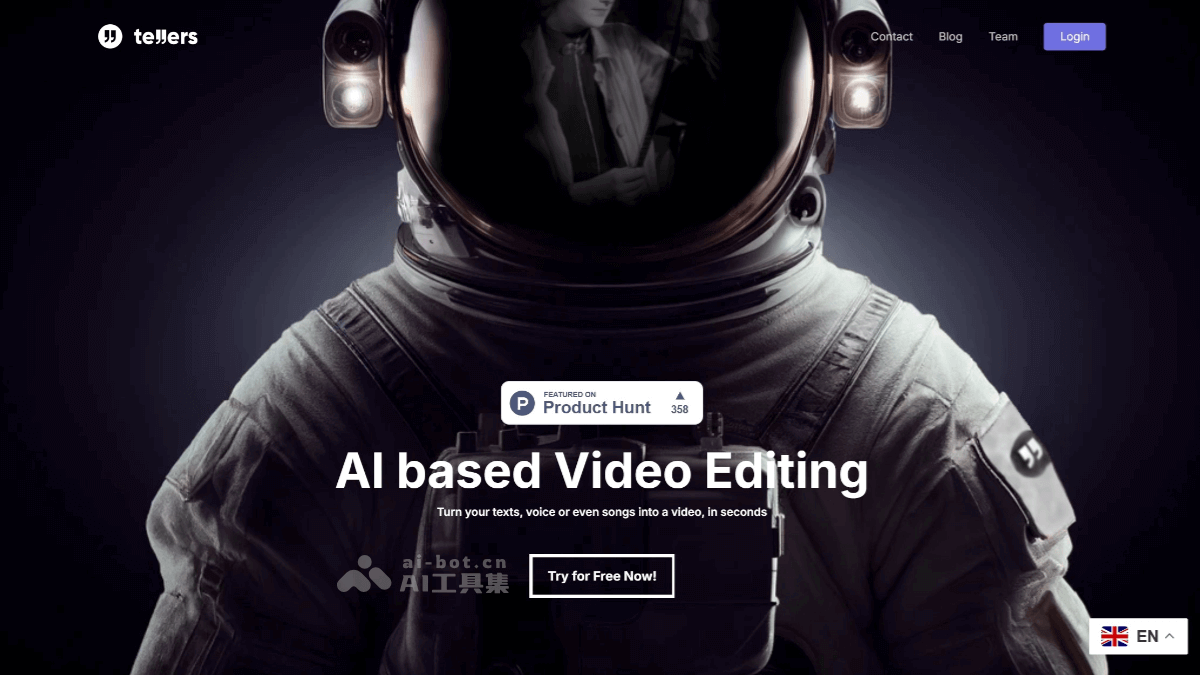 tellers
Contact
Blog
Team
Login
FEATURED ON
Product Hunt
358
AI based Video Editing
Turn your texts, voice or even songs into a video, in seconds
ai-bot.cn
AI工具集
Try for Free Now!
EN